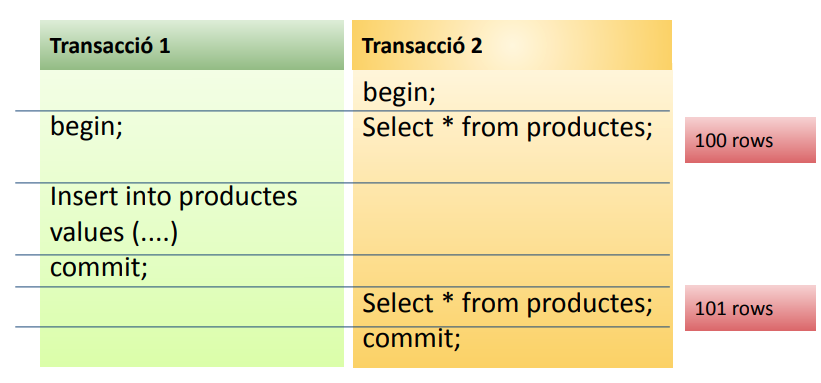 Transacció 1
Transacció 2
begin;
begin;
Select * from productes;
100 rows
Insert into productes
values (....)
commit;
Select * from productes;
101 rows
commit;